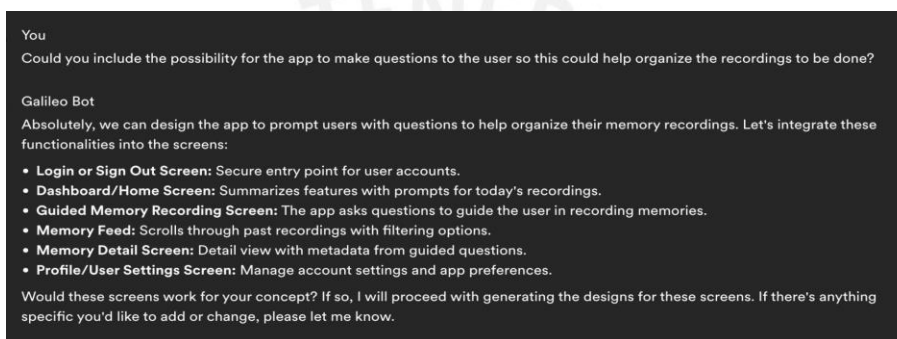 You
Could you include the possibility for the app to make questions to the user so this could help organize the recordings to be done?
Galileo Bot
Absolutely, we can design the app to prompt users with questions to help organize their memory recordings. Let's integrate these
functionalities into the screens:
• Login or Sign Out Screen: Secure entry point for user accounts.
• Dashboard/Home Screen: Summarizes features with prompts for today's recordings.
• Guided Memory Recording Screen: The app asks questions to guide the user in recording memories.
• Memory Feed: Scrolls through past recordings with filtering options.
• Memory Detail Screen: Detail view with metadata from guided questions.
• Profile/User Settings Screen: Manage account settings and app preferences.
Would these screens work for your concept? If so, I will proceed with generating the designs for these screens. If there's anything
specific you'd like to add or change, please let me know.